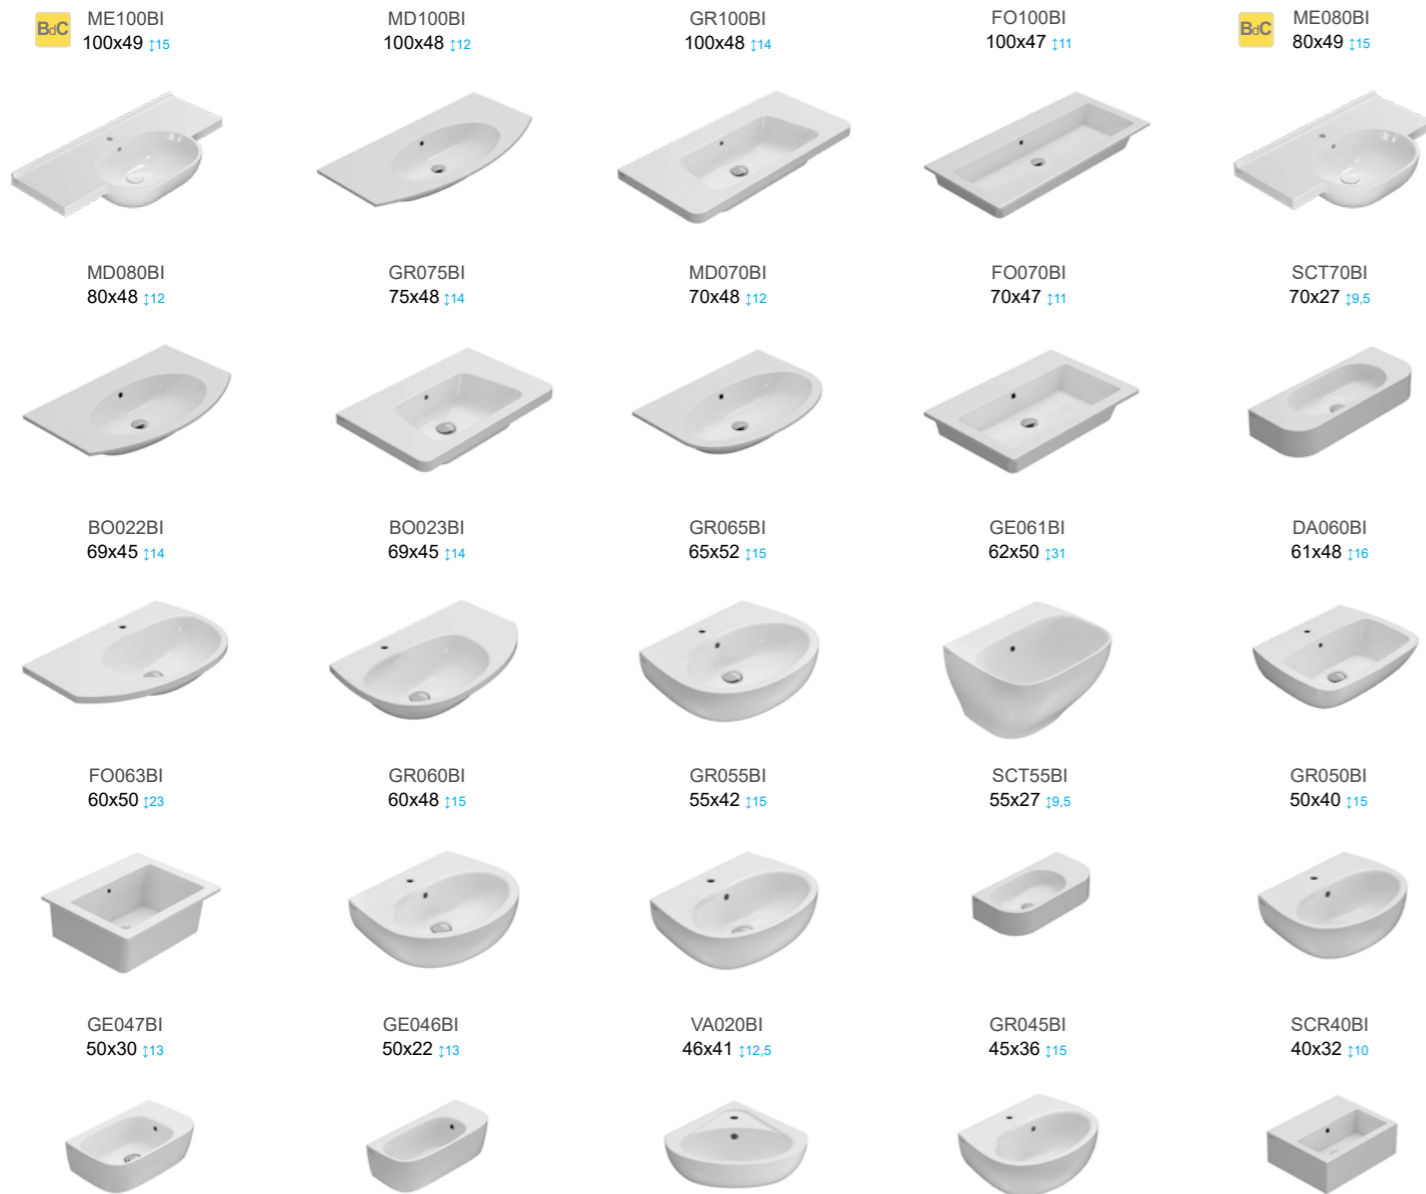 BdC
ME100BI
100x49 ↕15
MD100BI
100x48 ↕12
GR100BI
100x48 ↕14
FO100BI
100x47 ↕11
BdC
ME080BI
80x49 ↕15
MD080BI
80x48 ↕12
GR075BI
75x48 ↕14
MD070BI
70x48 ↕12
FO070BI
70x47 ↕11
SCT70BI
70x27 ↕9,5
BO022BI
69x45 ↕14
BO023BI
69x45 ↕14
GR065BI
65x52 ↕15
GE061BI
62x50 ↕31
DA060BI
61x48 ↕16
FO063BI
60x50 ↕23
GR060BI
60x48 ↕15
GR055BI
55x42 ↕15
SCT55BI
55x27 ↕9,5
GR050BI
50x40 ↕15
GE047BI
50x30 ↕13
GE046BI
50x22 ↕13
VA020BI
46x41 ↕12,5
GR045BI
45x36 ↕15
SCR40BI
40x32 ↕10